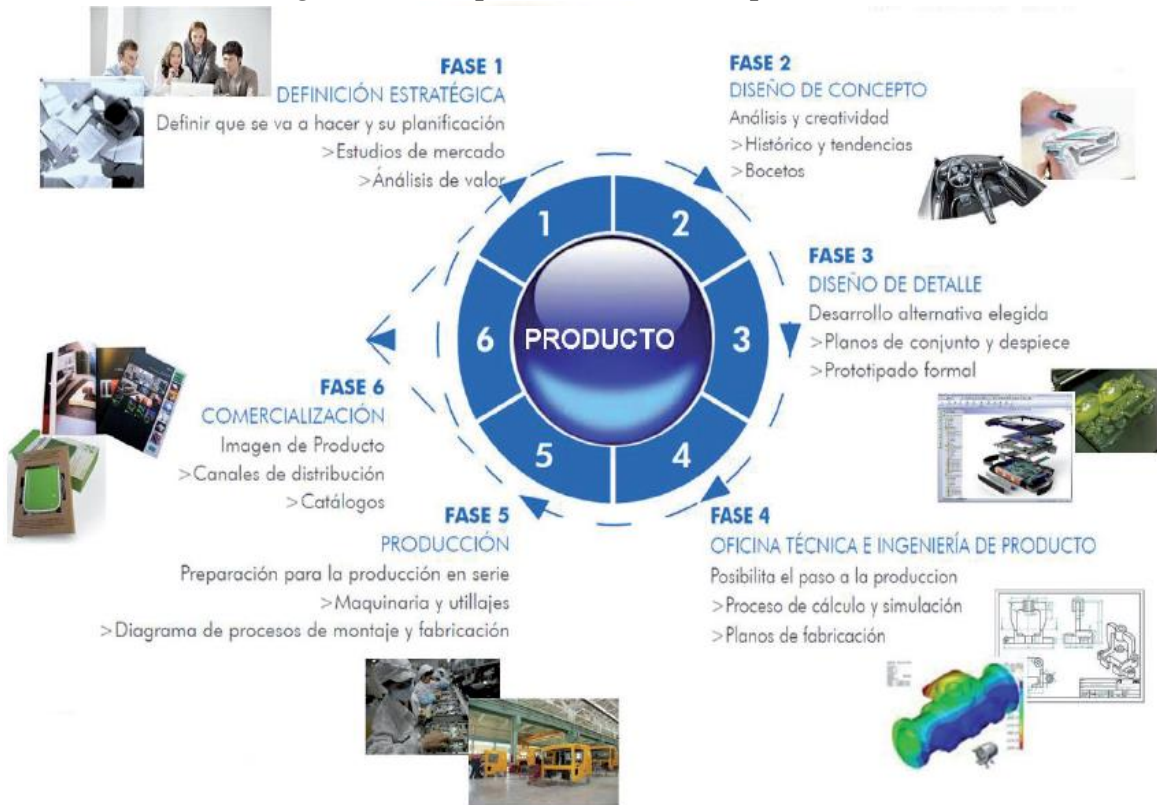 FASE 1
DEFINICIÓN ESTRATÉGICA
Definir que se va a hacer y su planificación
>Estudios de mercado
>Ánálisis de valor
FASE 2
DISEÑO DE CONCEPTO
Análisis y creatividad
>Histórico y tendencias
>Bocetos
FASE 3
DISEÑO DE DETALLE
Desarrollo alternativa elegida
>Planos de conjunto y despiece
>Prototipado formal
FASE 4
OFICINA TÉCNICA E INGENIERÍA DE PRODUCTO
Posibilita el paso a la produccion
>Proceso de cálculo y simulación
>Planos de fabricación
FASE 5
PRODUCCIÓN
Preparación para la producción en serie
>Maquinaria y utillajes
>Diagrama de procesos de montaje y fabricación
FASE 6
COMERCIALIZACIÓN
Imagen de Producto
>Canales de distribución
>Catálogos
1
2
3
4
5
6
PRODUCTO